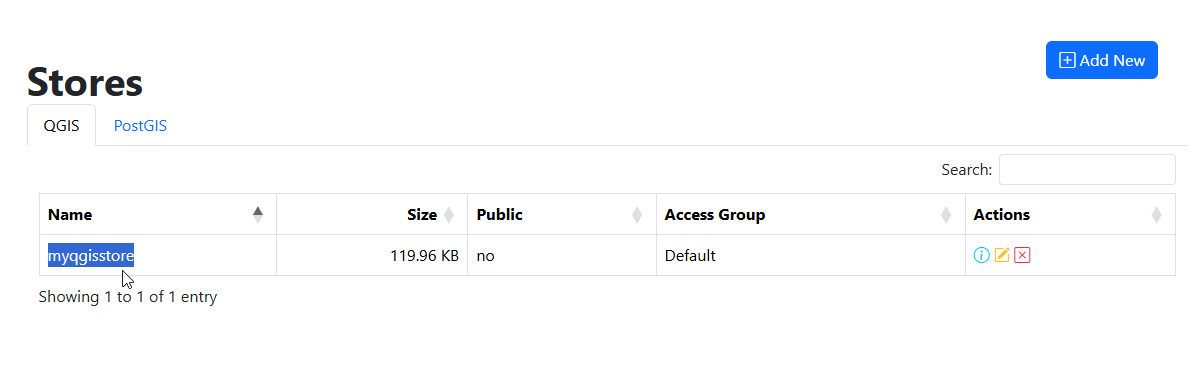 Add New
Stores
QGIS PostGIS
Search:
Name Size Public Access Group Actions
myqgisstore 119.96 KB no Default
Showing 1 to 1 of 1 entry